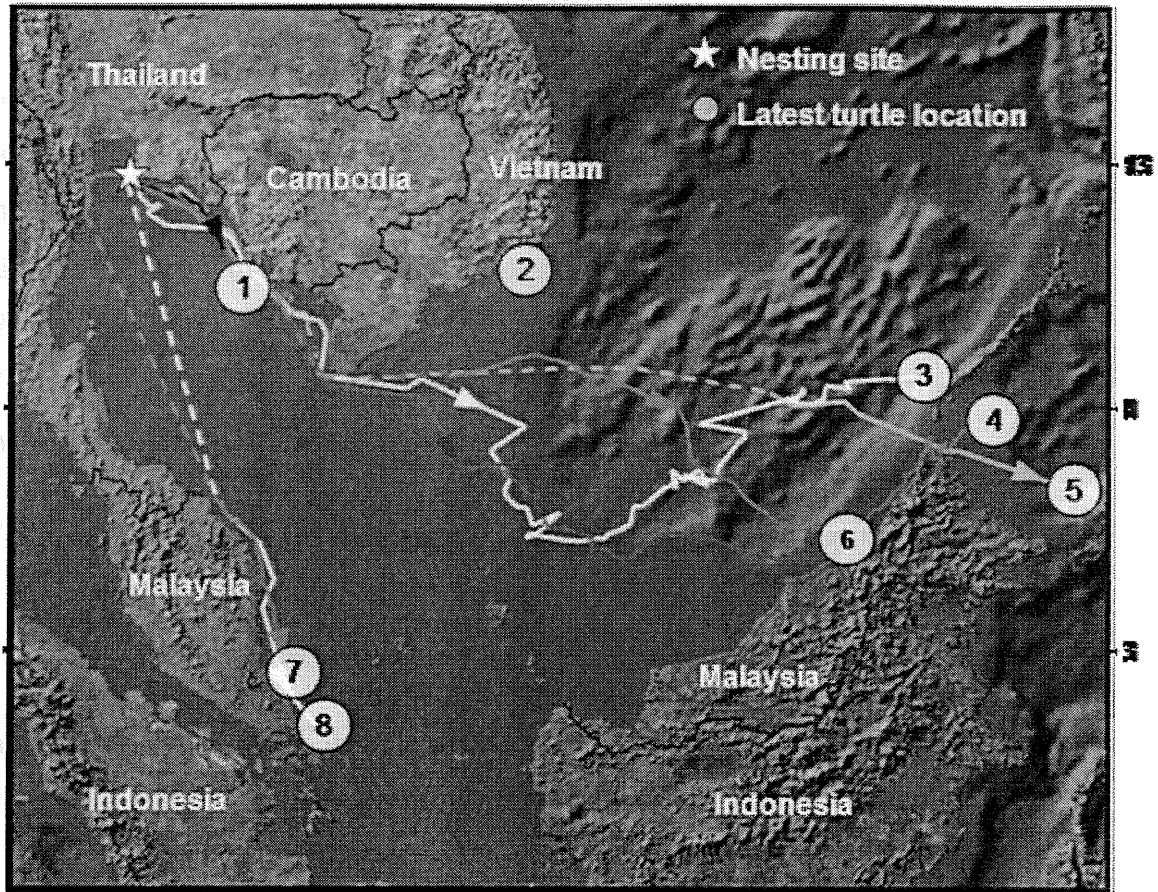 Thailand
Nesting site
Latest turtle location
Cambodia
Vietnam
1
2
3
4
5
6
Malaysia
7
8
Malaysia
Indonesia
Indonesia